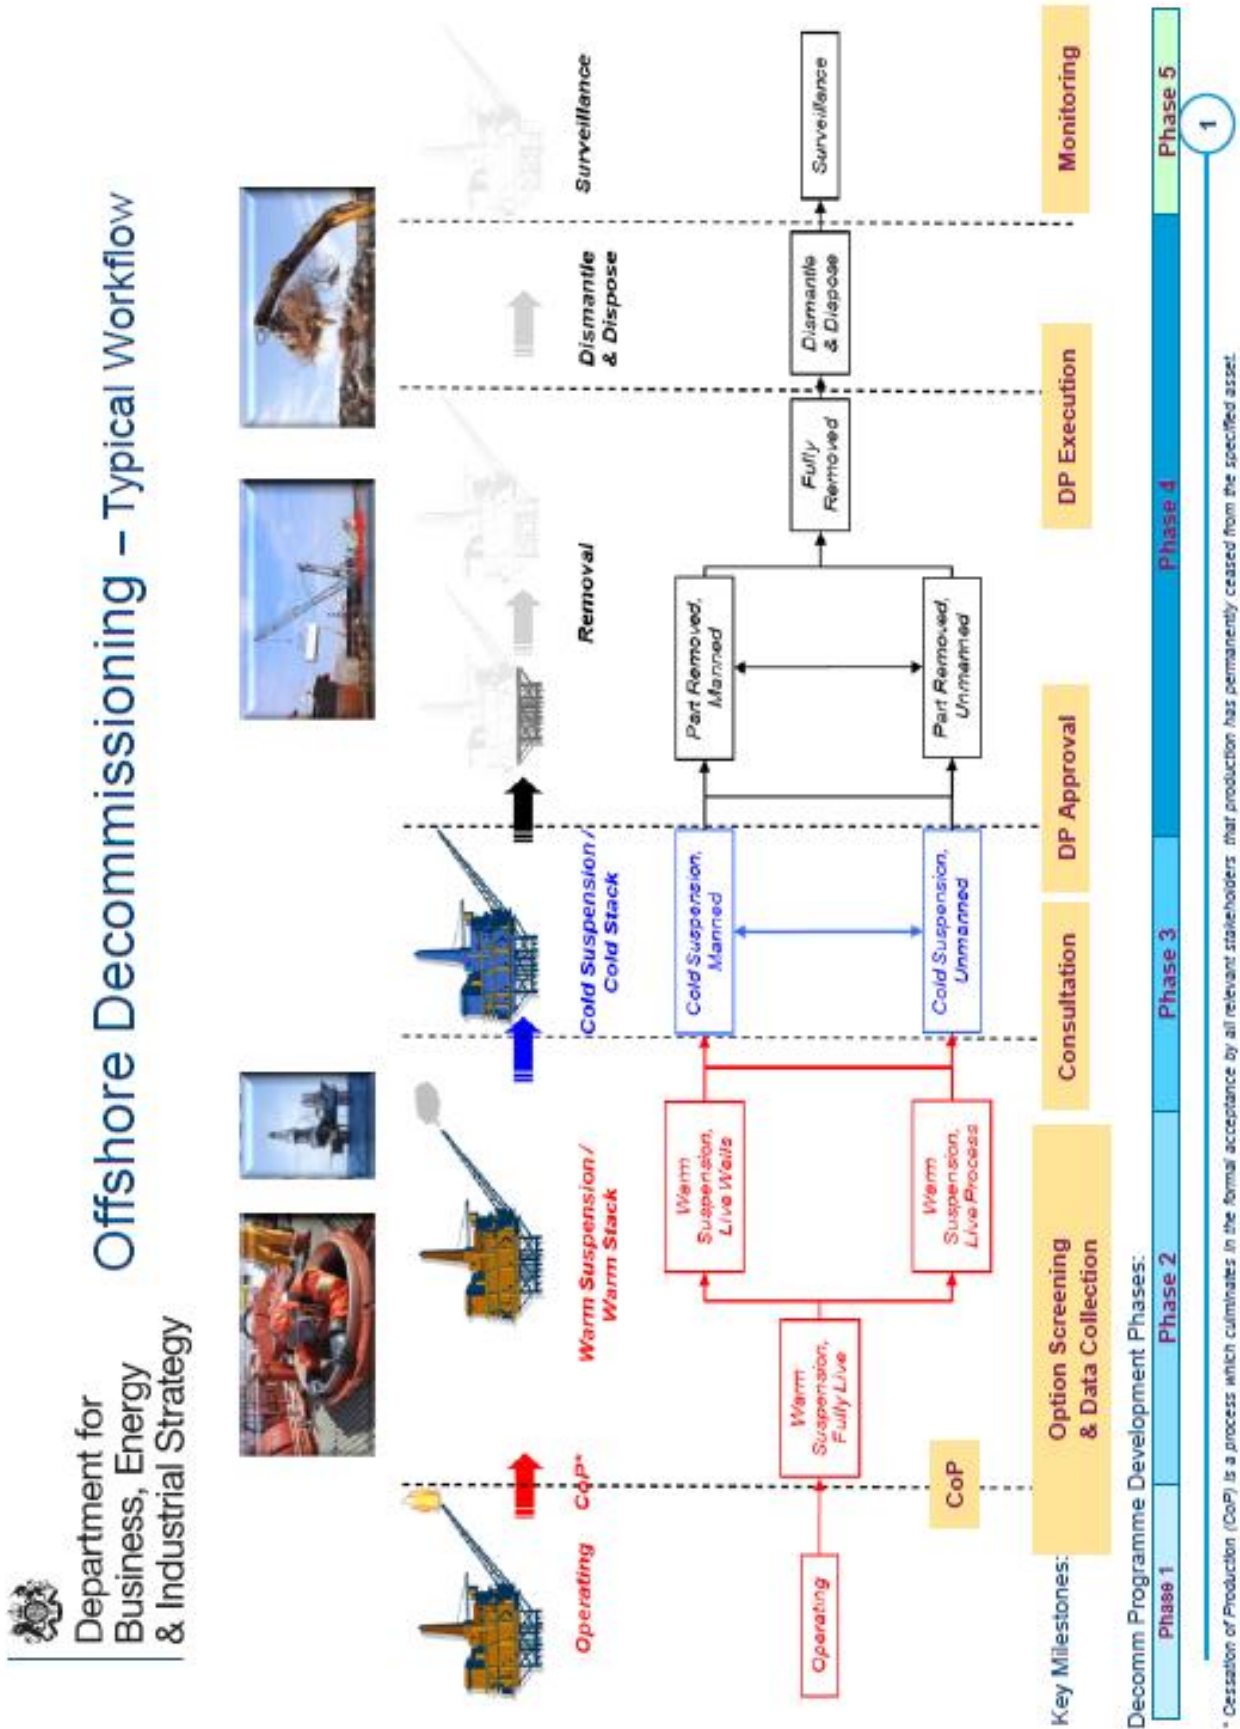 Department for
Business, Energy
& Industrial Strategy
Offshore Decommissioning – Typical Workflow
Operating
CoP*
Warm Suspension /
Warm Stack
Cold Suspension /
Cold Stack
Removal
Dismantle
& Dispose
Surveillance
Operating
Warm
Suspension,
Fully Live
Warm
Suspension,
Live Wells
Warm
Suspension,
Live Process
Cold Suspension,
Manned
Cold Suspension,
Unmanned
Part Removed,
Manned
Part Removed,
Unmanned
Fully
Removed
Dismantle
& Dispose
Surveillance
Key Milestones:
CoP
Option Screening
& Data Collection
Consultation
DP Approval
DP Execution
Monitoring
Decomm Programme Development Phases:
Phase 1
Phase 2
Phase 3
Phase 4
Phase 5
1
* Cessation of Production (CoP) is a process which culminates in the formal acceptance by all relevant stakeholders that production has permanently ceased from the specified asset.